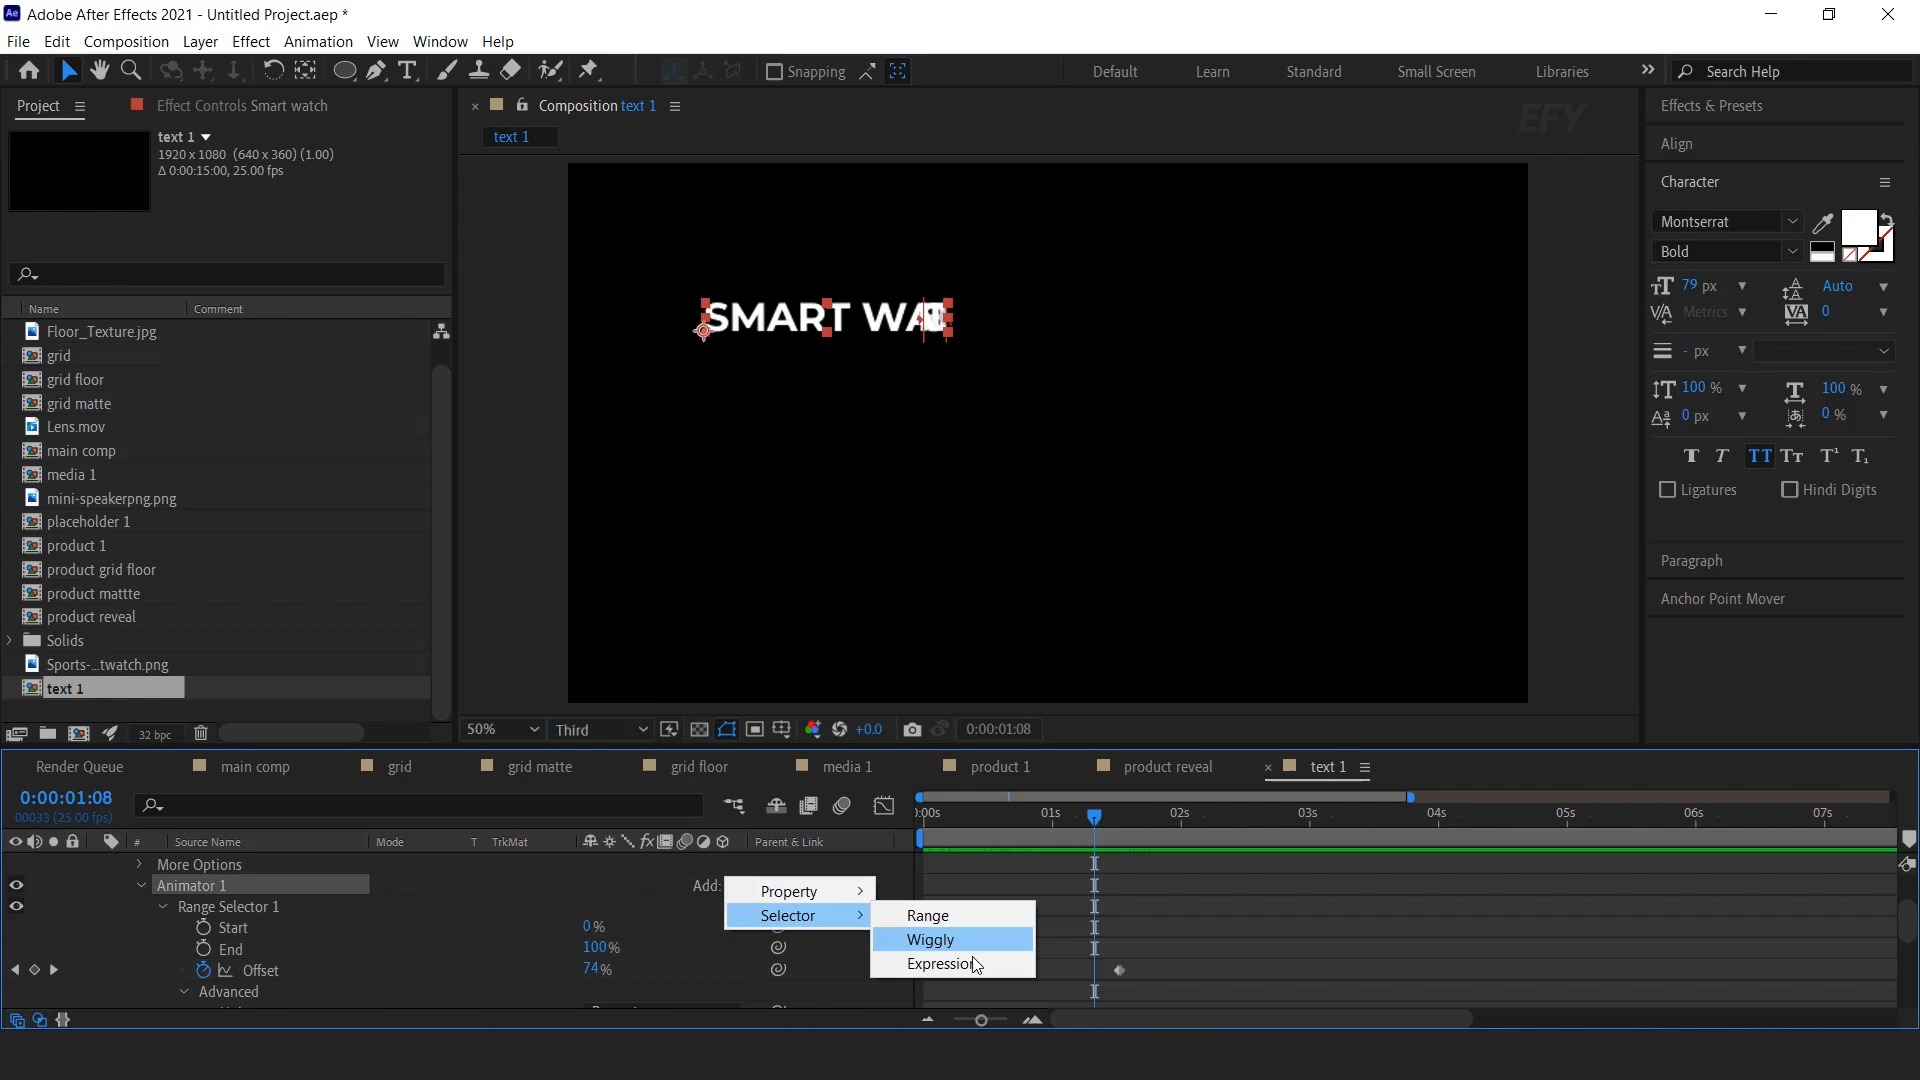 Ae Adobe After Effects 2021 - Untitled Project.aep *
File Edit Composition Layer Effect Animation View Window Help
Snapping Default Learn Standard Small Screen Libraries Search Help
Project Effect Controls Smart watch
text 1
1920 x 1080 (640 x 360) (1.00)
Δ 0:00:15:00, 25.00 fps
Name Comment
Floor_Texture.jpg
grid
grid floor
grid matte
Lens.mov
main comp
media 1
mini-speakerpng.png
placeholder 1
product 1
product grid floor
product mattte
product reveal
Solids
Sports-...twatch.png
text 1
32 bpc
Composition text 1
text 1
EFY
SMART WA
50% Third +0.0 0:00:01:08
Effects & Presets
Align
Character
Montserrat
Bold
79 px Auto
Metrics 0
- px
100 % 100 %
0 px 0 %
T T TT Tт T¹ T₁
Ligatures Hindi Digits
Paragraph
Anchor Point Mover
Render Queue main comp grid grid matte grid floor media 1 product 1 product reveal text 1
0:00:01:08
00033 (25.00 fps)
# Source Name Mode T TrkMat Parent & Link
):00s 01s 02s 03s 04s 05s 06s 07s
More Options
Animator 1 Add:
Range Selector 1
Start 0%
End 100%
Offset 74%
Advanced
Property
Selector
Range
Wiggly
Expression